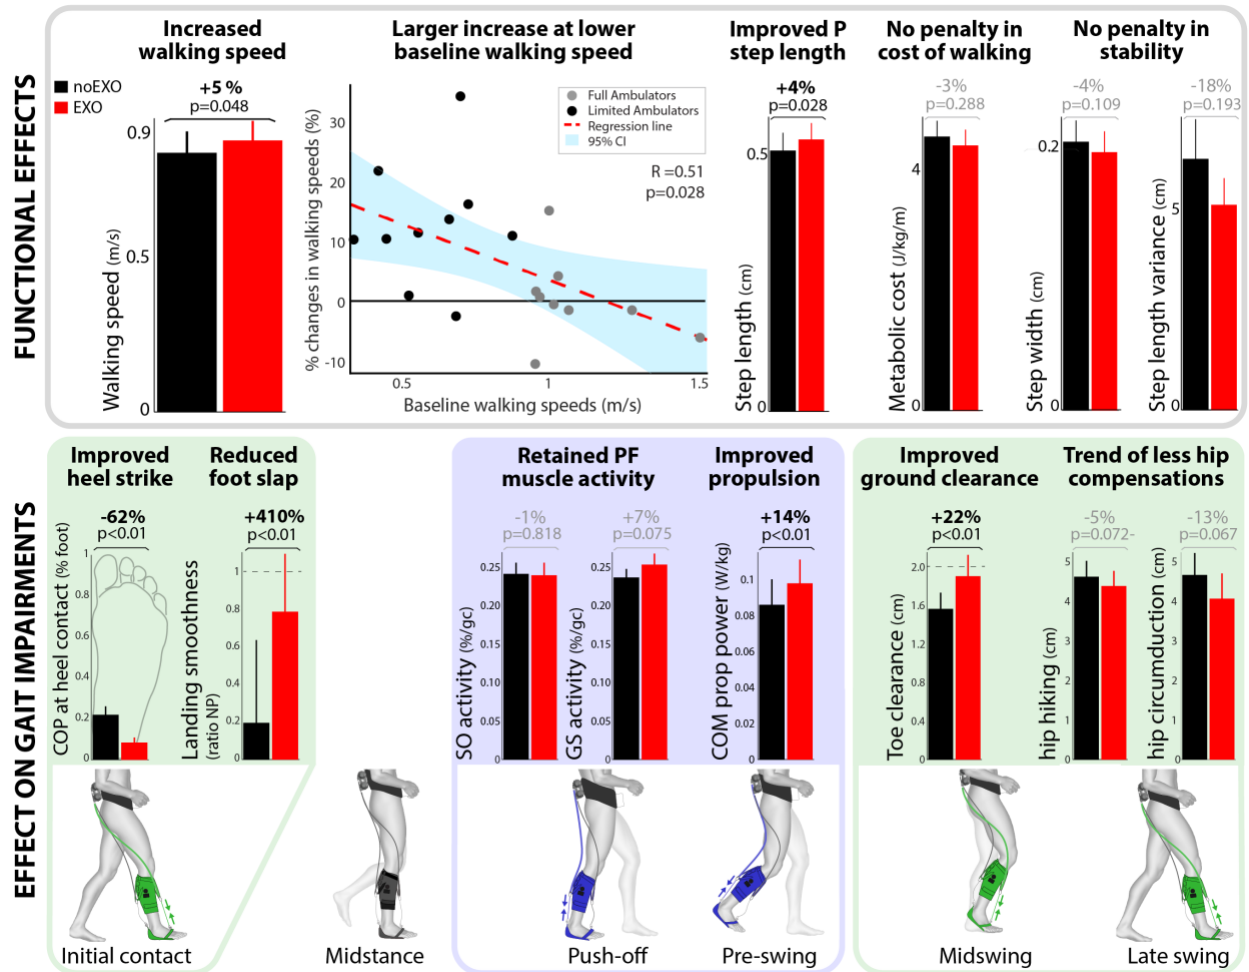 FUNCTIONAL EFFECTS
Increased
walking speed
noEXO
EXO
+5 %
p=0.048
0.9
0.5
0
Walking speed (m/s)
Larger increase at lower
baseline walking speed
Full Ambulators
Limited Ambulators
Regression line
95% CI
R =0.51
p=0.028
30
20
10
0
-10
% changes in walking speeds (%)
0.5
1
1.5
Baseline walking speeds (m/s)
Improved P
step length
+4%
p=0.028
0.5
0
Step length (cm)
No penalty in
cost of walking
-3%
p=0.288
4
0
Metabolic cost (J/kg/m)
No penalty in
stability
-4%
p=0.109
0.2
0
Step width (cm)
-18%
p=0.193
5
0
Step length variance (cm)
EFFECT ON GAIT IMPAIRMENTS
Improved
heel strike
-62%
p<0.01
1
0.8
0.6
0.4
0.2
0
COP at heel contact (% foot)
Reduced
foot slap
+410%
p<0.01
1
0.8
0.6
0.4
0.2
0
Landing smoothness
(ratio NP)
Retained PF
muscle activity
-1%
p=0.818
0.25
0.20
0.15
0.10
0.05
0
SO activity (%/gc)
+7%
p=0.075
0.25
0.20
0.15
0.10
0.05
0
GS activity (%/gc)
Improved
propulsion
+14%
p<0.01
0.1
0.08
0.06
0.04
0.02
0
COM prop power (W/kg)
Improved
ground clearance
+22%
p<0.01
2.0
1.6
1.2
0.8
0.4
0
Toe clearance (cm)
Trend of less hip
compensations
-5%
p=0.072-
5
4
3
2
1
0
hip hiking (cm)
-13%
p=0.067
5
4
3
2
1
0
hip circumduction (cm)
Initial contact
Midstance
Push-off
Pre-swing
Midswing
Late swing